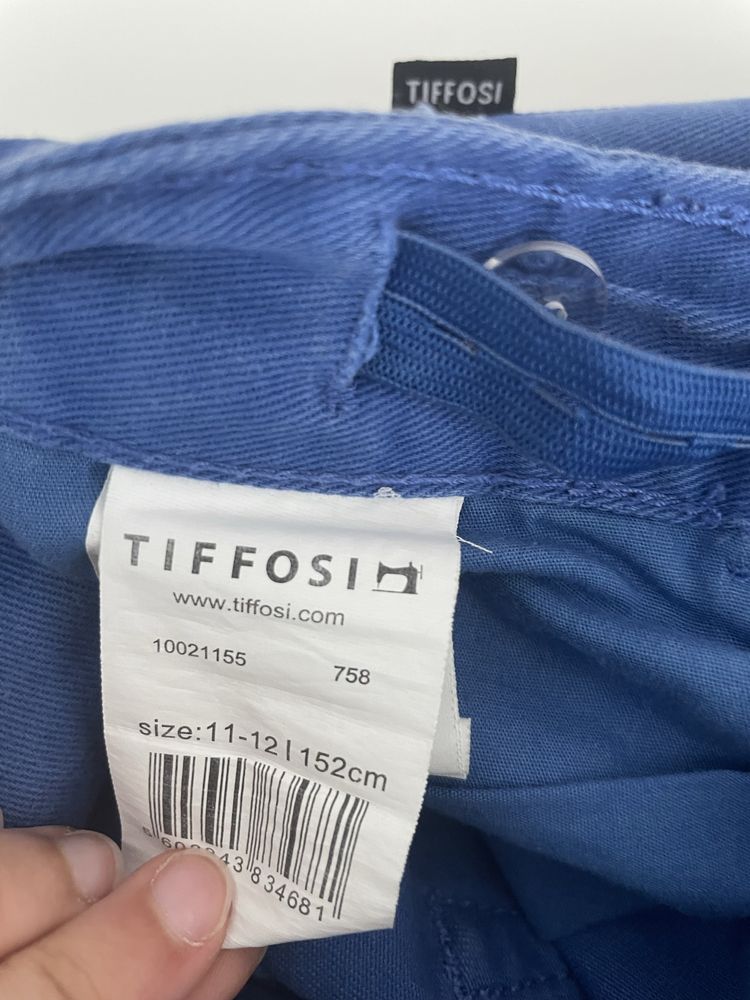 TIFFOSI
TIFFOSI
www.tiffosi.com
10021155 758
size:11-12 | 152cm
834681